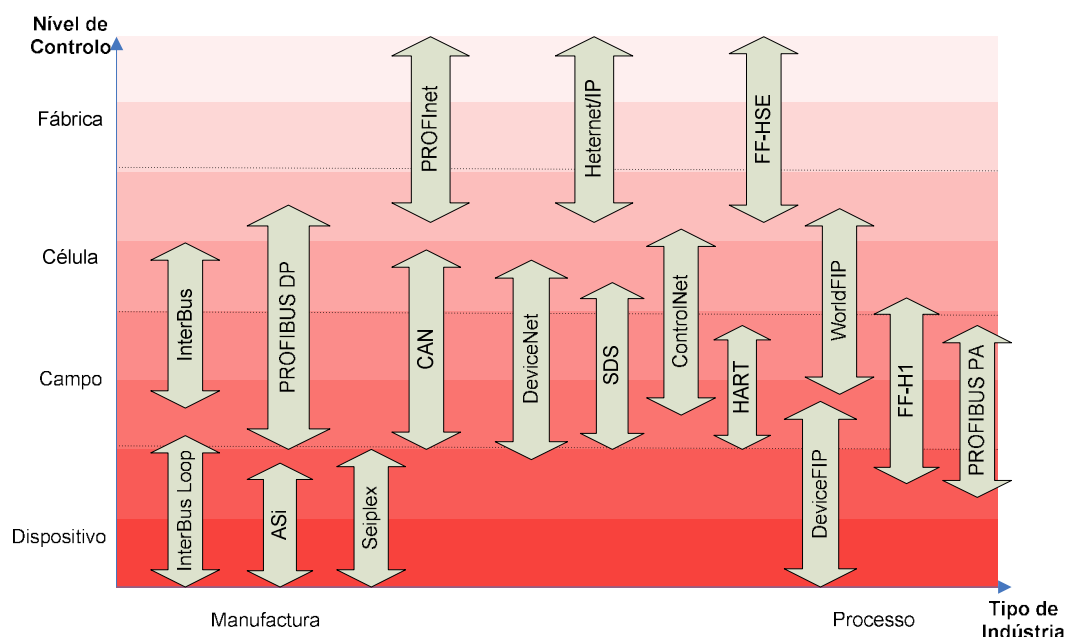 Nível de
Controlo
Fábrica
Célula
Campo
Dispositivo
PROFInet
Heternet/IP
FF-HSE
InterBus
PROFIBUS DP
CAN
DeviceNet
SDS
ControlNet
HART
WorldFIP
FF-H1
PROFIBUS PA
InterBus Loop
ASi
Seiplex
DeviceFIP
Manufactura
Processo
Tipo de
Indústria